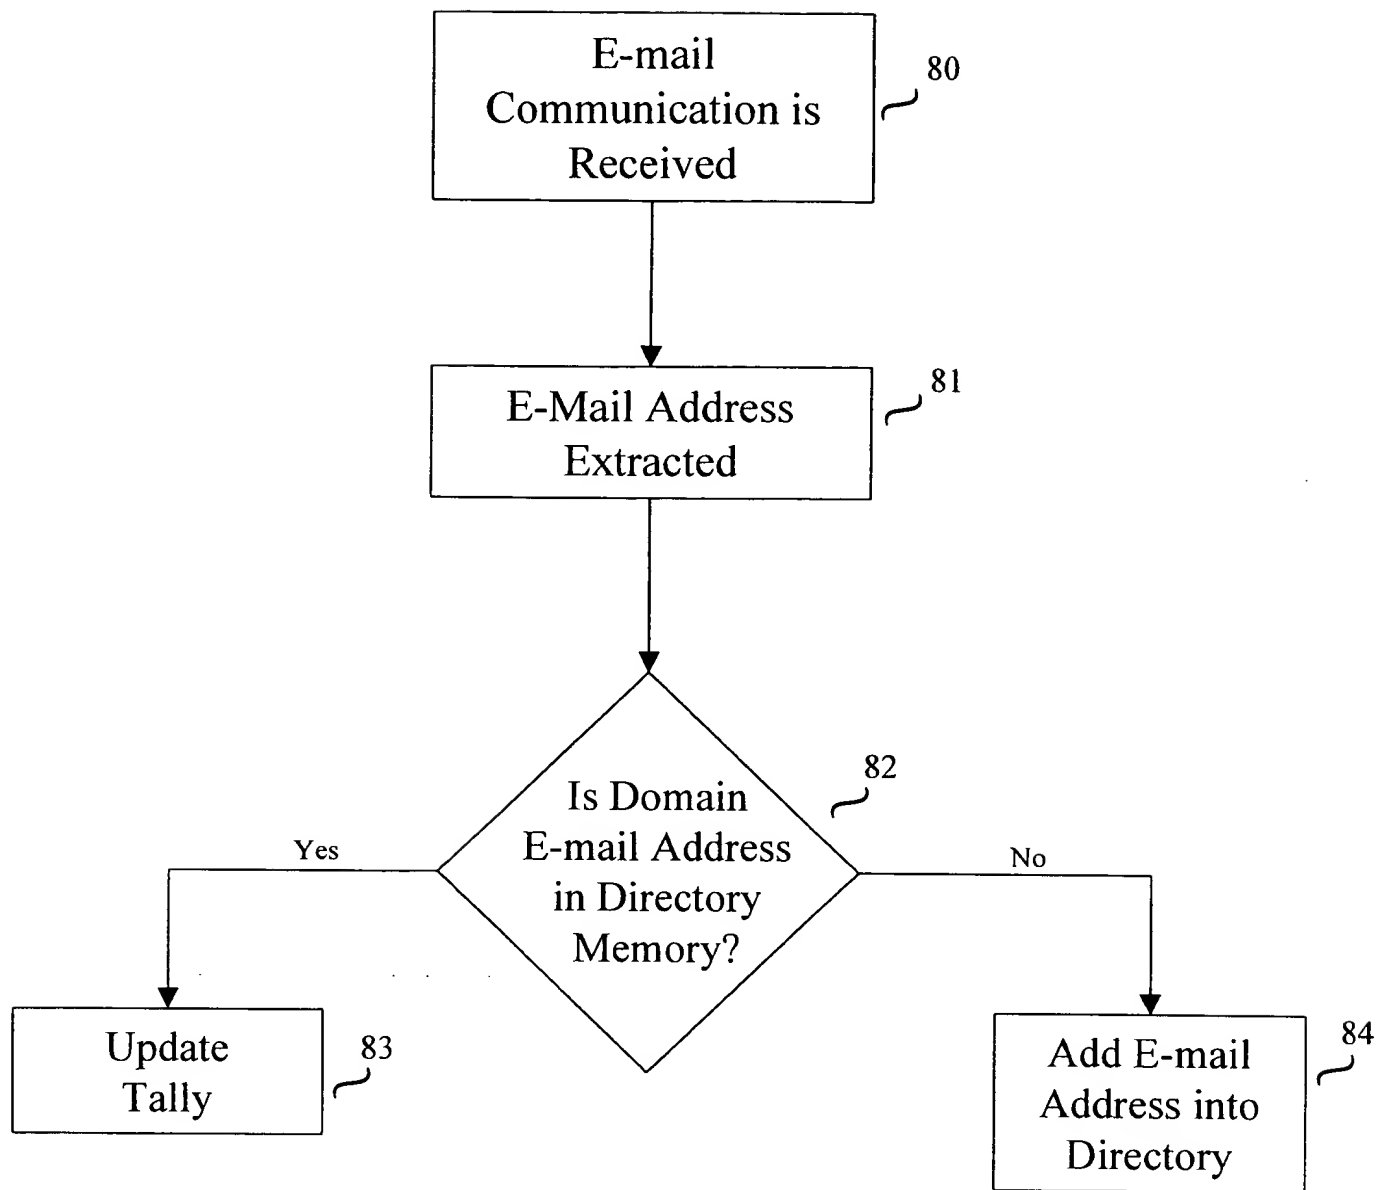 E-mail
Communication is
Received
80
E-Mail Address
Extracted
81
Is Domain
E-mail Address
in Directory
Memory?
82
Yes
No
Update
Tally
83
Add E-mail
Address into
Directory
84